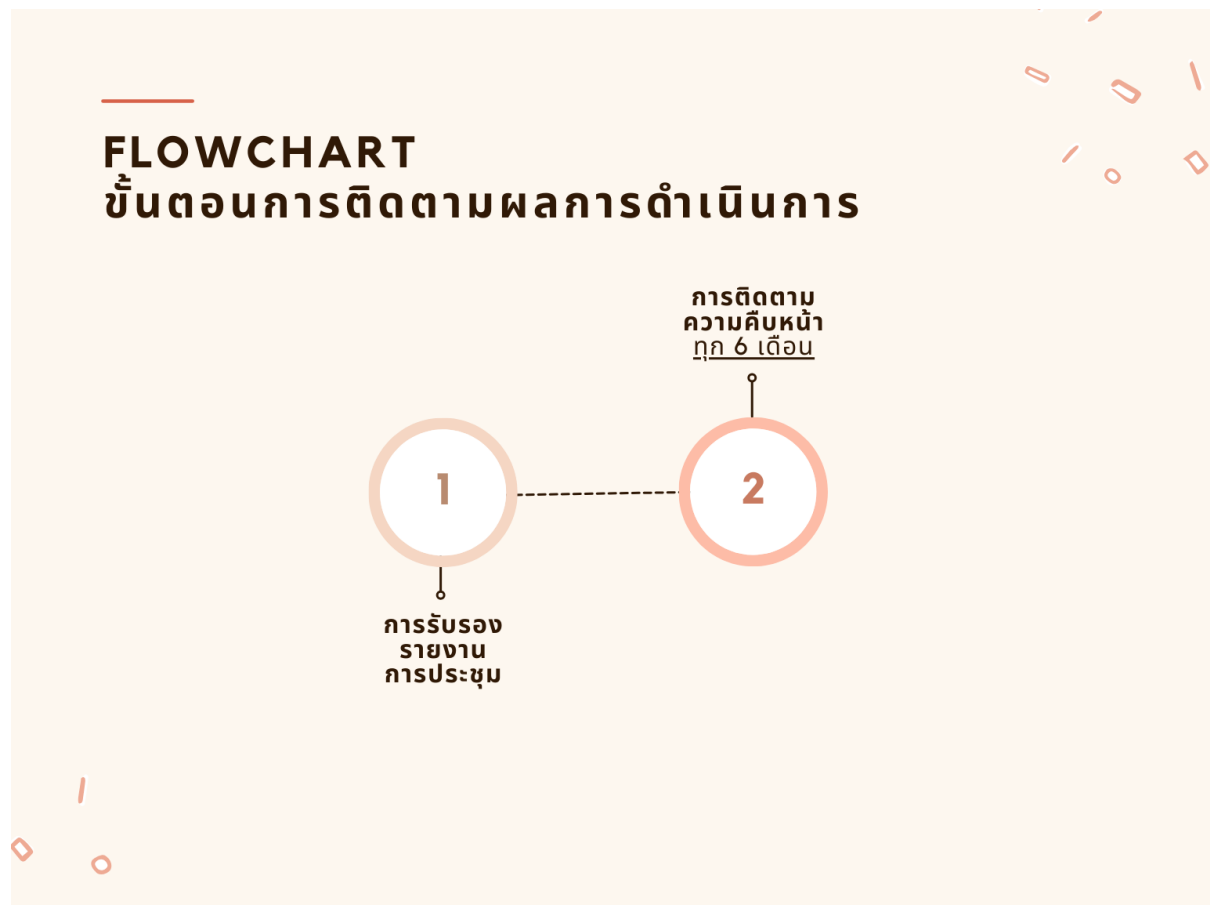 FLOWCHART
ขั้นตอนการติดตามผลการดำเนินการ
การติดตาม
ความคืบหน้า
ทุก 6 เดือน
1
2
การรับรอง
รายงาน
การประชุม